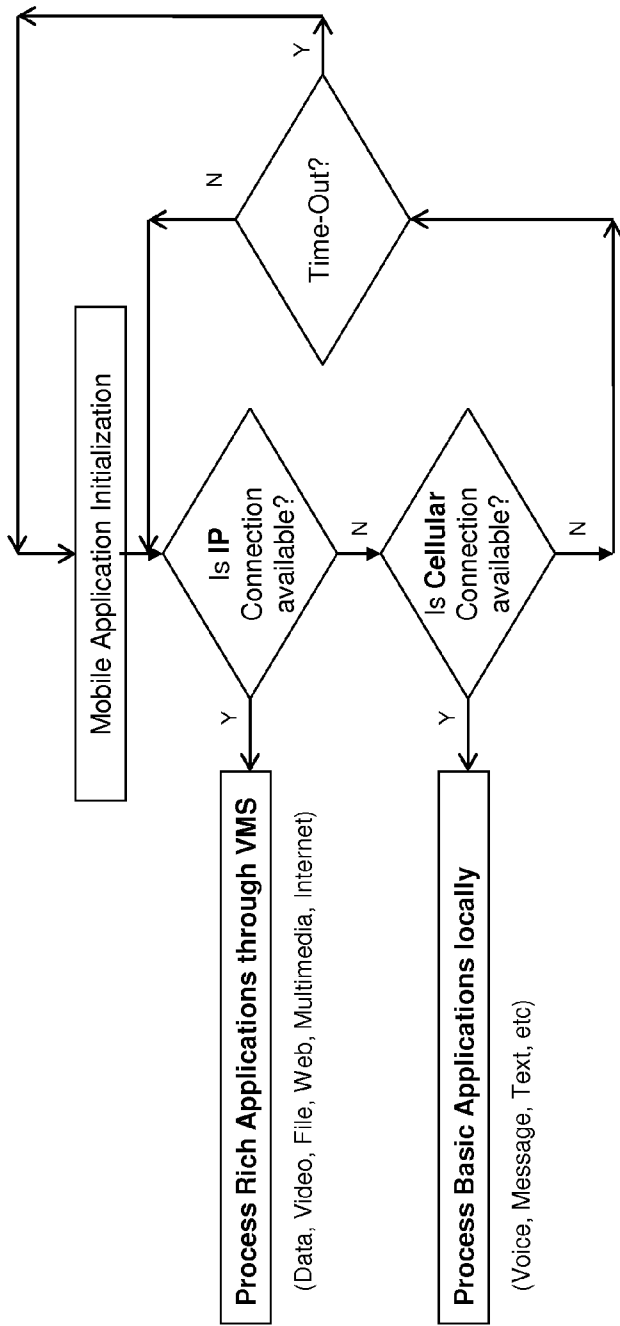 Mobile Application Initialization
Process Rich Applications through VMS
(Data, Video, File, Web, Multimedia, Internet)
Y
Is IP
Connection
available?
N
Process Basic Applications locally
(Voice, Message, Text, etc)
Y
Is Cellular
Connection
available?
N
N
Time-Out?
Y